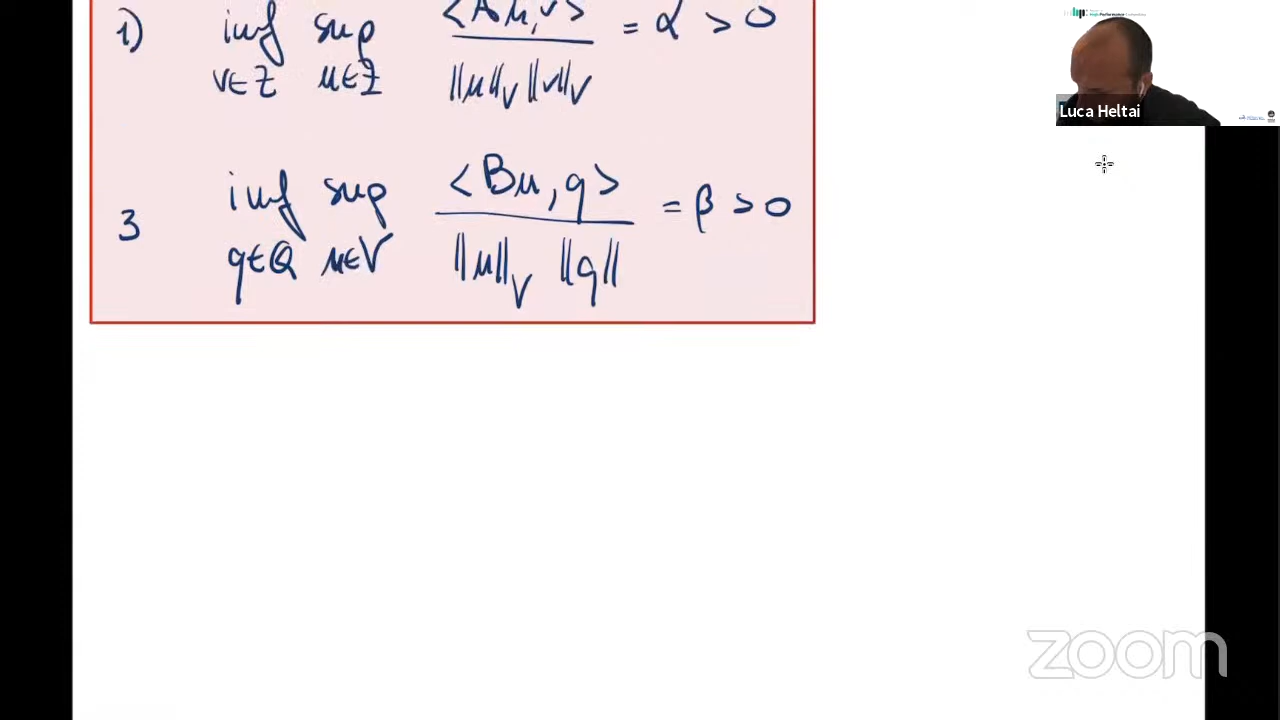 1) inf sup <Au, v> = α > 0
v∈Z u∈Z ||u||_V ||v||_V
3 inf sup <Bu, q> = β > 0
q∈Q u∈V ||u||_V ||q||
Luca Heltai
zoom